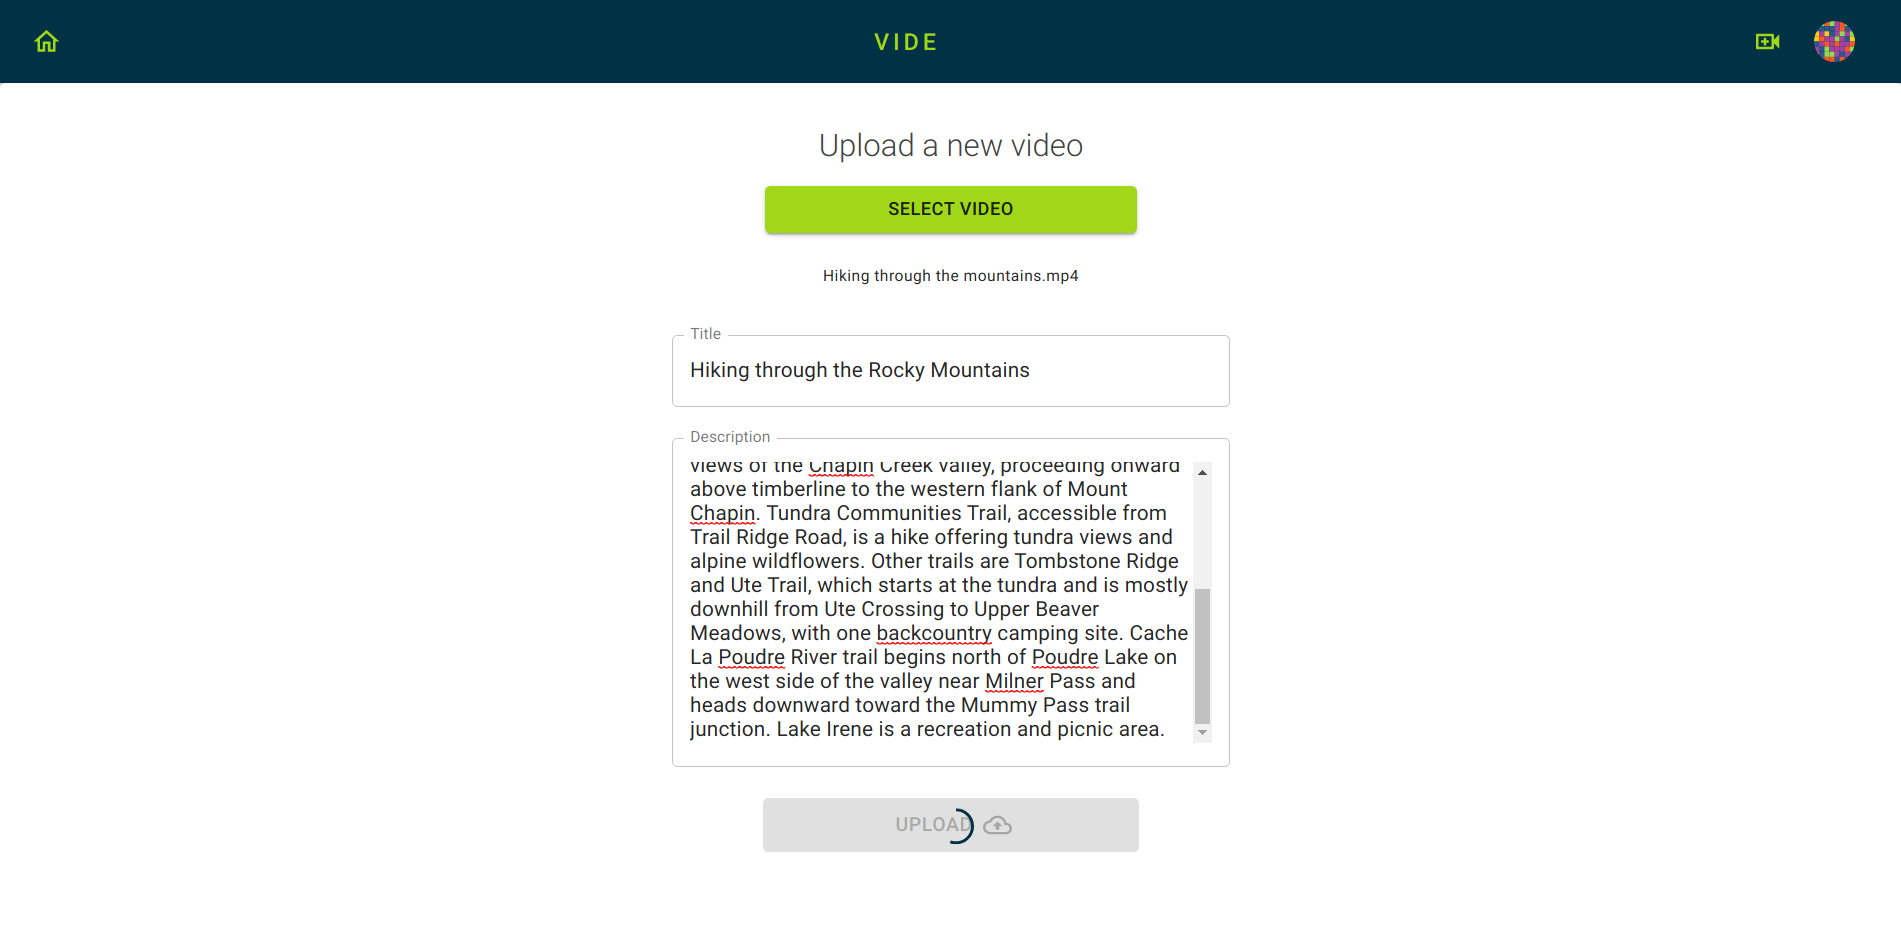 VIDE
Upload a new video
SELECT VIDEO
Hiking through the mountains.mp4
Title
Hiking through the Rocky Mountains
Description
views of the Chapin Creek valley, proceeding onward
above timberline to the western flank of Mount
Chapin. Tundra Communities Trail, accessible from
Trail Ridge Road, is a hike offering tundra views and
alpine wildflowers. Other trails are Tombstone Ridge
and Ute Trail, which starts at the tundra and is mostly
downhill from Ute Crossing to Upper Beaver
Meadows, with one backcountry camping site. Cache
La Poudre River trail begins north of Poudre Lake on
the west side of the valley near Milner Pass and
heads downward toward the Mummy Pass trail
junction. Lake Irene is a recreation and picnic area.
UPLOAD